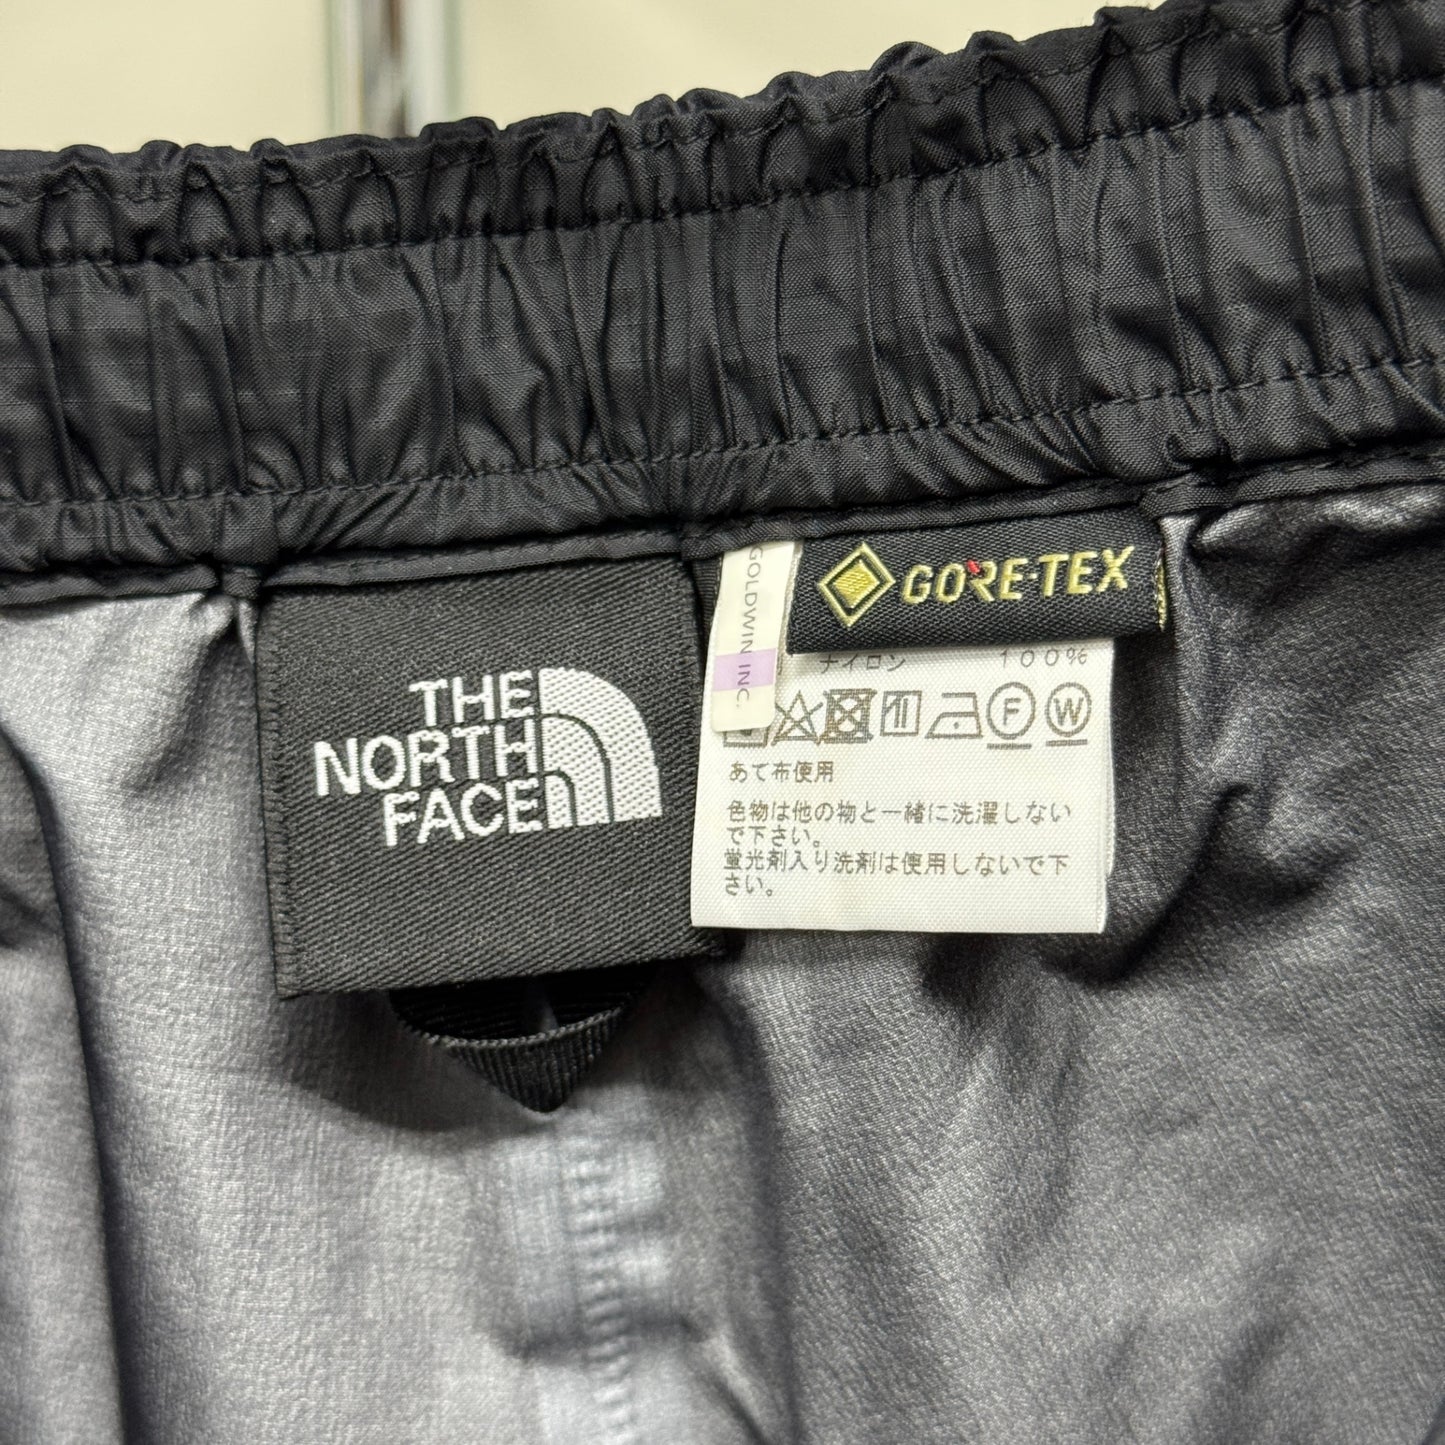 THE
NORTH
FACE
GOLDWIN INC.
GORE-TEX
ナイロン 100%
F W
あて布使用
色物は他の物と一緒に洗濯しない
で下さい。
蛍光剤入り洗剤は使用しないで下
さい。